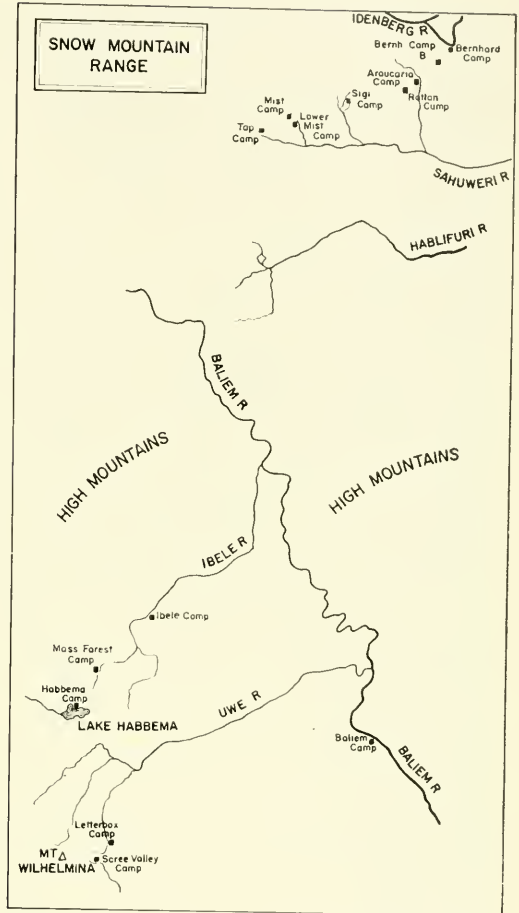 SNOW MOUNTAIN
RANGE
IDENBERG R
Bernh Camp
B
Bernhard
Camp
Araucaria
Camp
Rattan
Camp
Sigi
Camp
Mist
Camp
Lower
Mist
Camp
Top
Camp
SAHUWERI R
HABLIFURI R
BALIEM R
HIGH MOUNTAINS
HIGH MOUNTAINS
IBELE R
Ibele Camp
Moss Forest
Camp
Habbema
Camp
LAKE HABBEMA
UWE R
Baliem
Camp
BALIEM R
Letterbox
Camp
MT
WILHELMINA
Scree Valley
Camp